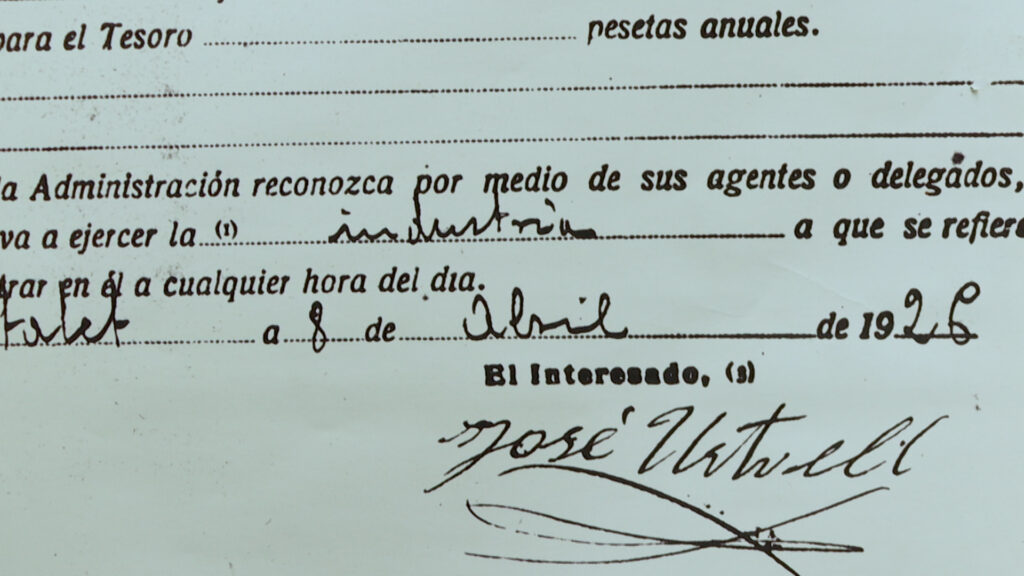 para el Tesoro ........ pesetas anuales.
la Administración reconozca por medio de sus agentes o delegados,
va a ejercer la (1) industria a que se refiere
trar en él a cualquier hora del dia.
a 8 de Abril de 1926
El Interesado, (3)
José